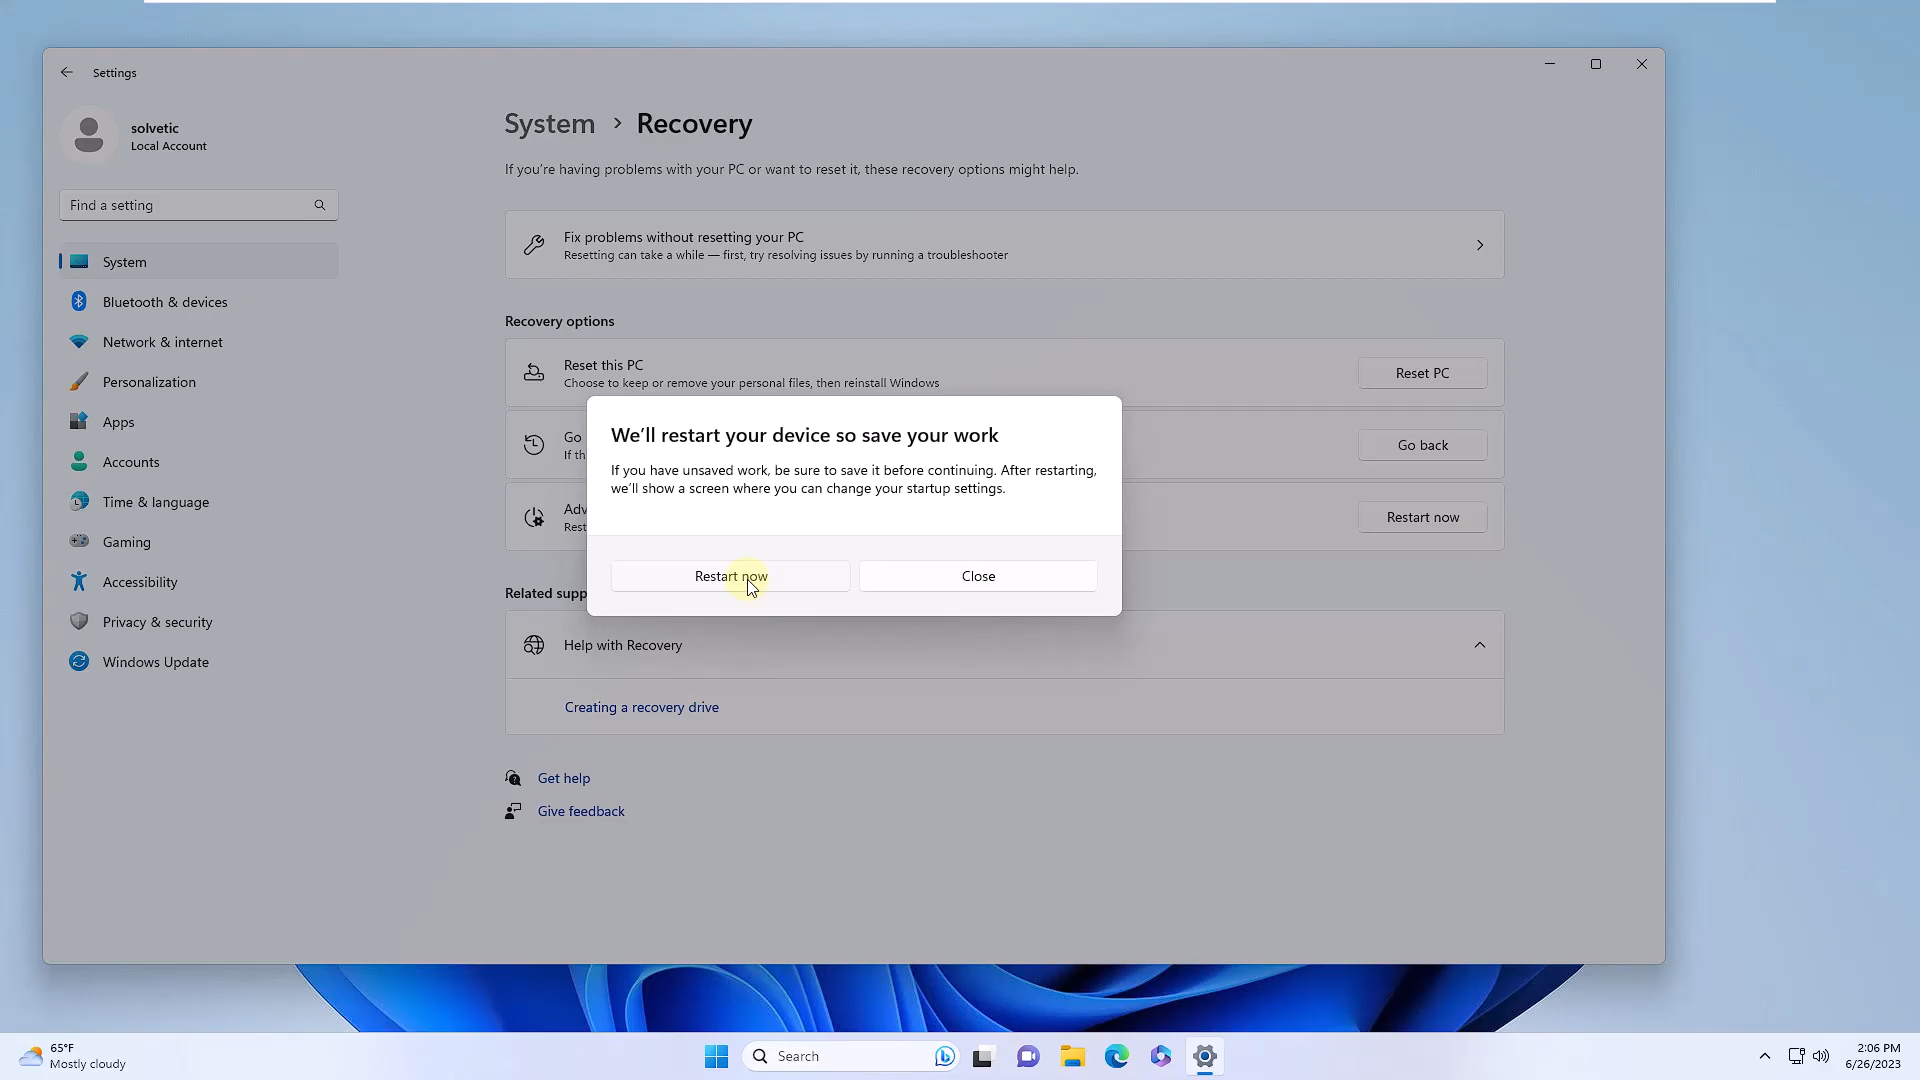 Settings
solvetic
Local Account
Find a setting
System
Bluetooth & devices
Network & internet
Personalization
Apps
Accounts
Time & language
Gaming
Accessibility
Privacy & security
Windows Update
System › Recovery
If you're having problems with your PC or want to reset it, these recovery options might help.
Fix problems without resetting your PC
Resetting can take a while — first, try resolving issues by running a troubleshooter
Recovery options
Reset this PC
Choose to keep or remove your personal files, then reinstall Windows
Reset PC
Go
If th
Go back
Adv
Rest
Restart now
We'll restart your device so save your work
If you have unsaved work, be sure to save it before continuing. After restarting,
we'll show a screen where you can change your startup settings.
Restart now
Close
Related supp
Help with Recovery
Creating a recovery drive
Get help
Give feedback
65°F
Mostly cloudy
Search
2:06 PM
6/26/2023